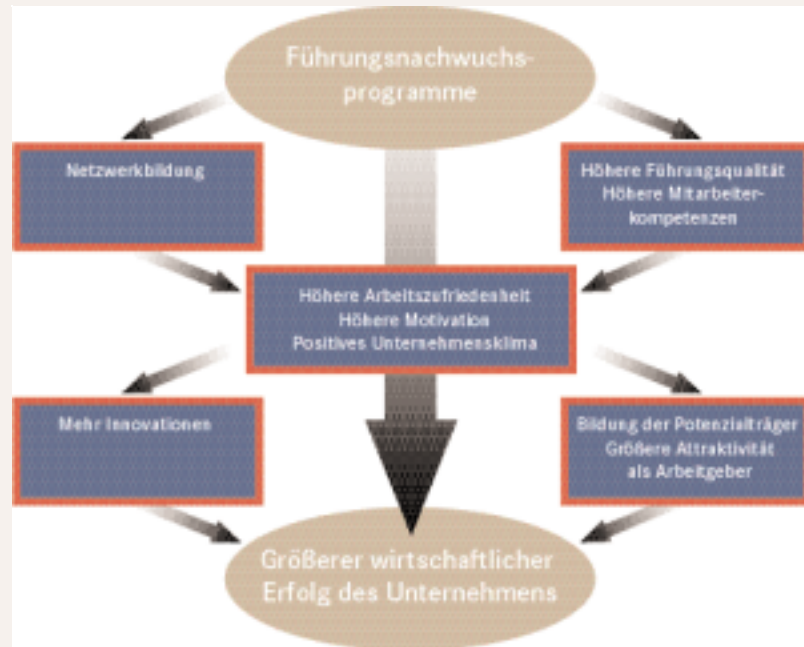 Führungsnachwuchs-
programme
Netzwerkbildung
Höhere Führungsqualität
Höhere Mitarbeiter-
kompetenzen
Höhere Arbeitszufriedenheit
Höhere Motivation
Positives Unternehmensklima
Mehr Innovationen
Bildung der Potenzialträger
Größere Attraktivität
als Arbeitgeber
Größerer wirtschaftlicher
Erfolg des Unternehmens